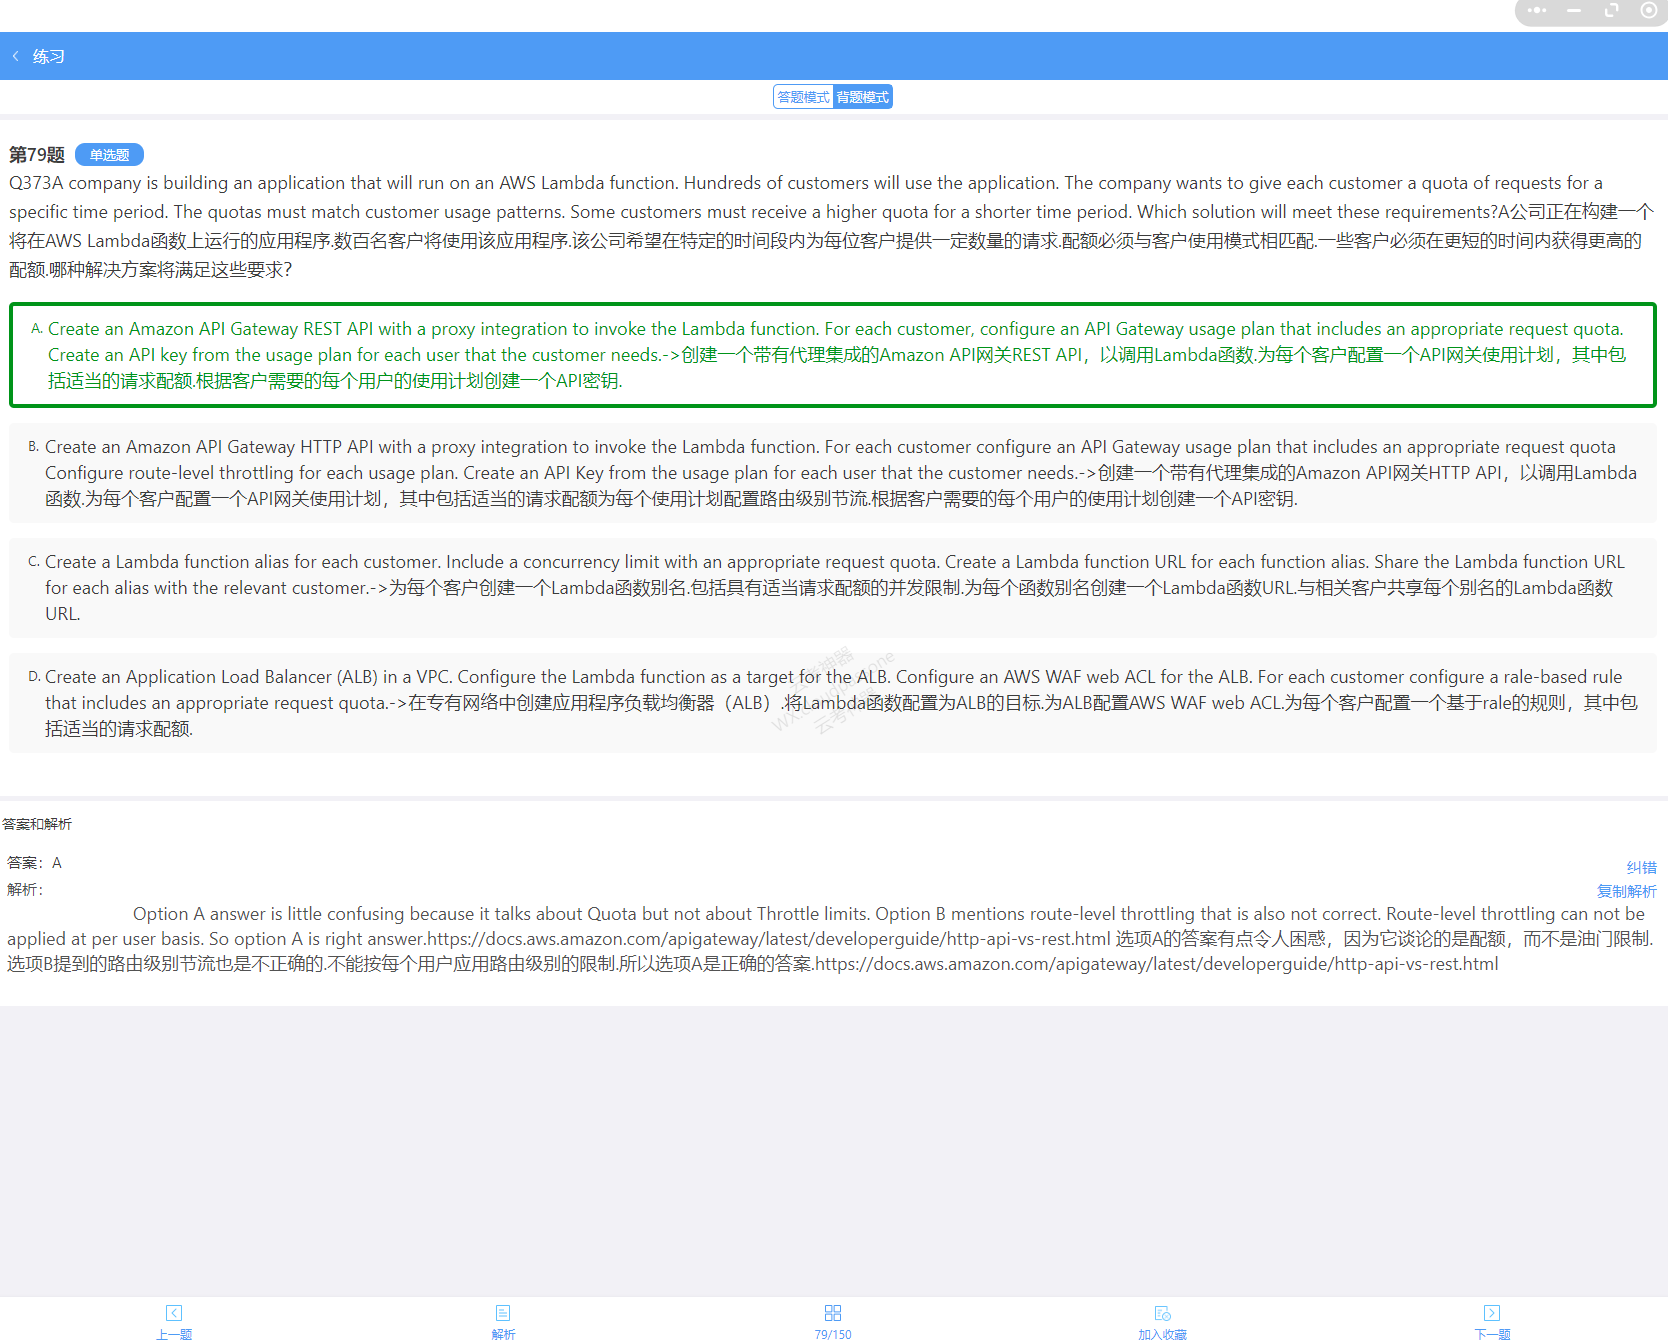 练习
答题模式 背题模式
第79题 单选题
Q373A company is building an application that will run on an AWS Lambda function. Hundreds of customers will use the application. The company wants to give each customer a quota of requests for a
specific time period. The quotas must match customer usage patterns. Some customers must receive a higher quota for a shorter time period. Which solution will meet these requirements?A公司正在构建一个
将在AWS Lambda函数上运行的应用程序.数百名客户将使用该应用程序.该公司希望在特定的时间段内为每位客户提供一定数量的请求.配额必须与客户使用模式相匹配.一些客户必须在更短的时间内获得更高的
配额.哪种解决方案将满足这些要求?
A. Create an Amazon API Gateway REST API with a proxy integration to invoke the Lambda function. For each customer, configure an API Gateway usage plan that includes an appropriate request quota.
Create an API key from the usage plan for each user that the customer needs.->创建一个带有代理集成的Amazon API网关REST API，以调用Lambda函数.为每个客户配置一个API网关使用计划，其中包
括适当的请求配额.根据客户需要的每个用户的使用计划创建一个API密钥.
B. Create an Amazon API Gateway HTTP API with a proxy integration to invoke the Lambda function. For each customer configure an API Gateway usage plan that includes an appropriate request quota
Configure route-level throttling for each usage plan. Create an API Key from the usage plan for each user that the customer needs.->创建一个带有代理集成的Amazon API网关HTTP API，以调用Lambda
函数.为每个客户配置一个API网关使用计划，其中包括适当的请求配额为每个使用计划配置路由级别节流.根据客户需要的每个用户的使用计划创建一个API密钥.
C. Create a Lambda function alias for each customer. Include a concurrency limit with an appropriate request quota. Create a Lambda function URL for each function alias. Share the Lambda function URL
for each alias with the relevant customer.->为每个客户创建一个Lambda函数别名.包括具有适当请求配额的并发限制.为每个函数别名创建一个Lambda函数URL.与相关客户共享每个别名的Lambda函数
URL.
D. Create an Application Load Balancer (ALB) in a VPC. Configure the Lambda function as a target for the ALB. Configure an AWS WAF web ACL for the ALB. For each customer configure a rale-based rule
that includes an appropriate request quota.->在专有网络中创建应用程序负载均衡器（ALB）.将Lambda函数配置为ALB的目标.为ALB配置AWS WAF web ACL.为每个客户配置一个基于rale的规则，其中包
括适当的请求配额.
答案和解析
答案：A
纠错
解析：
复制解析
Option A answer is little confusing because it talks about Quota but not about Throttle limits. Option B mentions route-level throttling that is also not correct. Route-level throttling can not be
applied at per user basis. So option A is right answer.https://docs.aws.amazon.com/apigateway/latest/developerguide/http-api-vs-rest.html 选项A的答案有点令人困惑，因为它谈论的是配额，而不是油门限制.
选项B提到的路由级别节流也是不正确的.不能按每个用户应用路由级别的限制.所以选项A是正确的答案.https://docs.aws.amazon.com/apigateway/latest/developerguide/http-api-vs-rest.html
上一题 解析 79/150 加入收藏 下一题